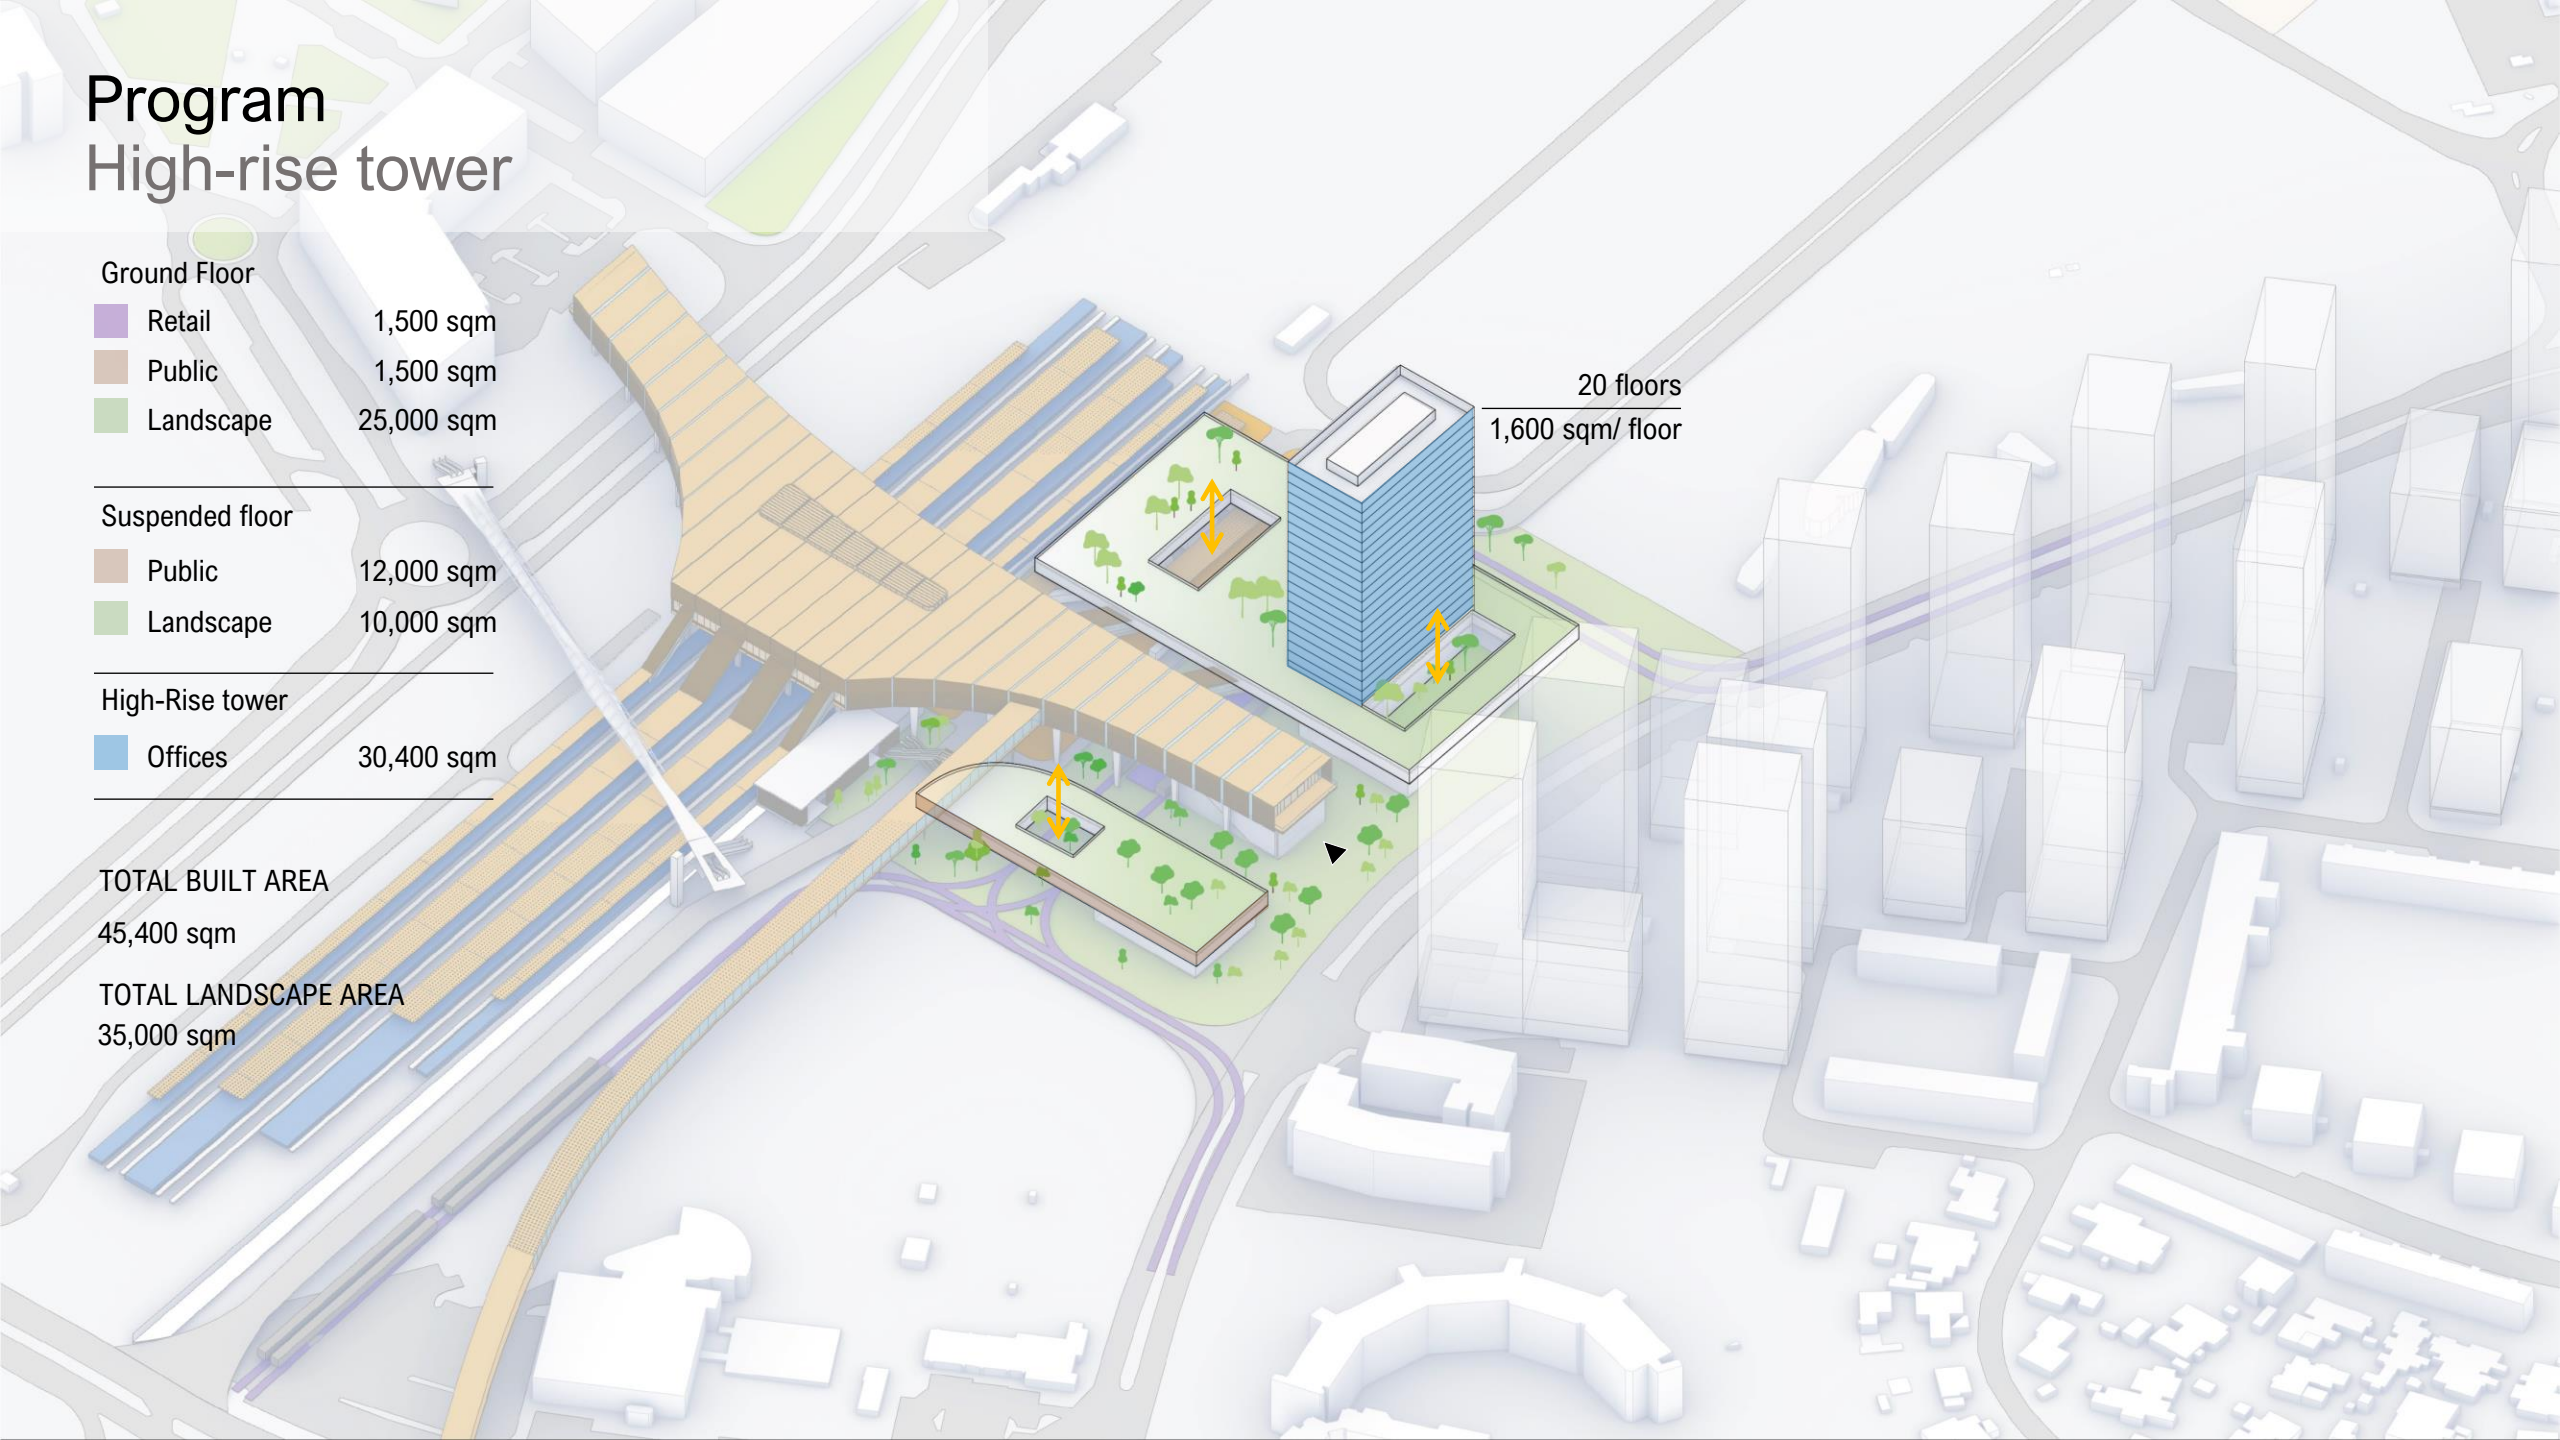 Program
High-rise tower
Ground Floor
Retail 1,500 sqm
Public 1,500 sqm
Landscape 25,000 sqm
Suspended floor
Public 12,000 sqm
Landscape 10,000 sqm
High-Rise tower
Offices 30,400 sqm
TOTAL BUILT AREA
45,400 sqm
TOTAL LANDSCAPE AREA
35,000 sqm
20 floors
1,600 sqm/ floor